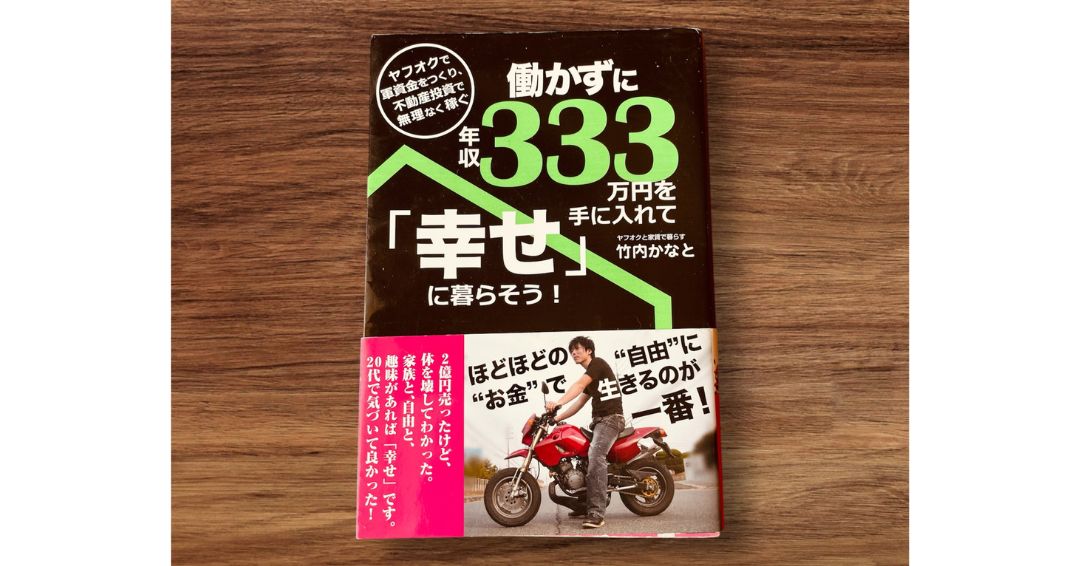 ヤフオクで
軍資金をつくり、
不動産投資で
無理なく稼ぐ
働かずに
年収
333
万円を
手に入れて
「幸せ」
に暮らそう！
ヤフオクと家賃で暮らす
竹内かなと
2億円売ったけど、
体を壊してわかった。
家族と、自由と、
趣味があれば「幸せ」です。
20代で気づいて良かった！
ほどほどの
“お金”で
“自由”に
生きるのが
一番！